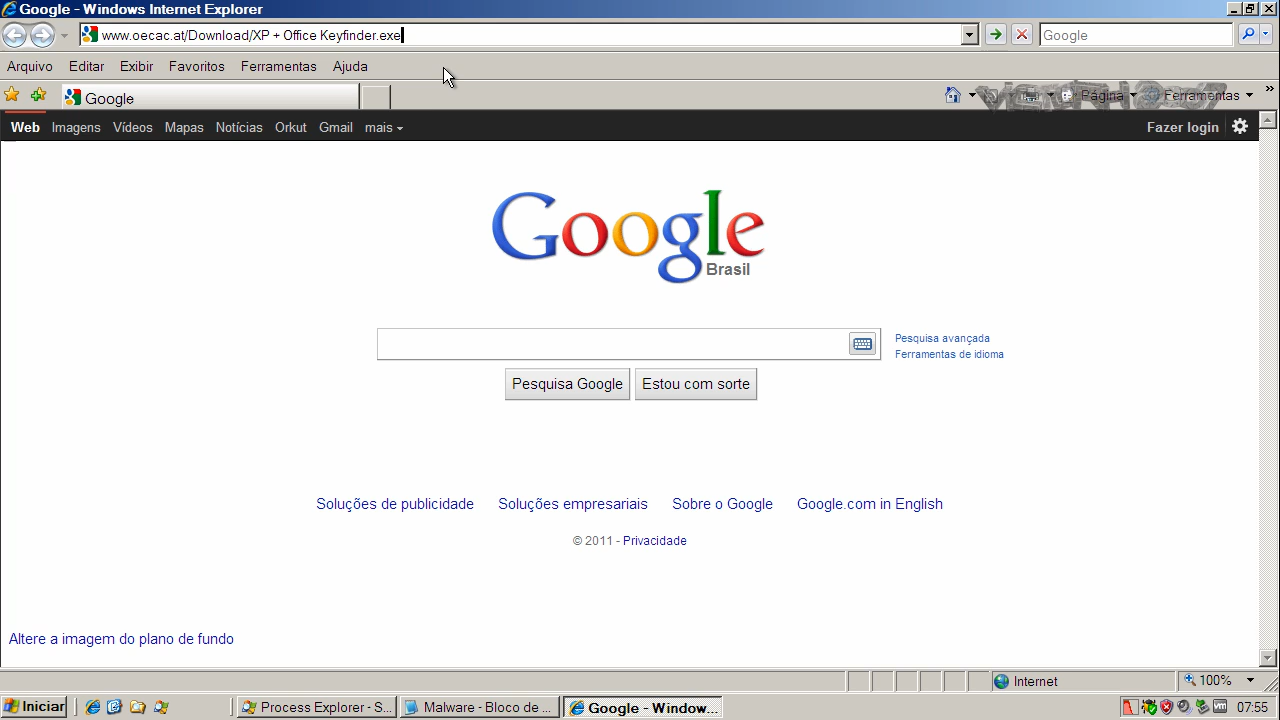 Google - Windows Internet Explorer
www.oecac.at/Download/XP + Office Keyfinder.exe
Google
Arquivo Editar Exibir Favoritos Ferramentas Ajuda
Google
Página Ferramentas
Web Imagens Vídeos Mapas Notícias Orkut Gmail mais
Fazer login
Google
Brasil
Pesquisa avançada
Ferramentas de idioma
Pesquisa Google Estou com sorte
Soluções de publicidade Soluções empresariais Sobre o Google Google.com in English
© 2011 - Privacidade
Altere a imagem do plano de fundo
Internet 100%
Iniciar Process Explorer - S... Malware - Bloco de ... Google - Window... 07:55